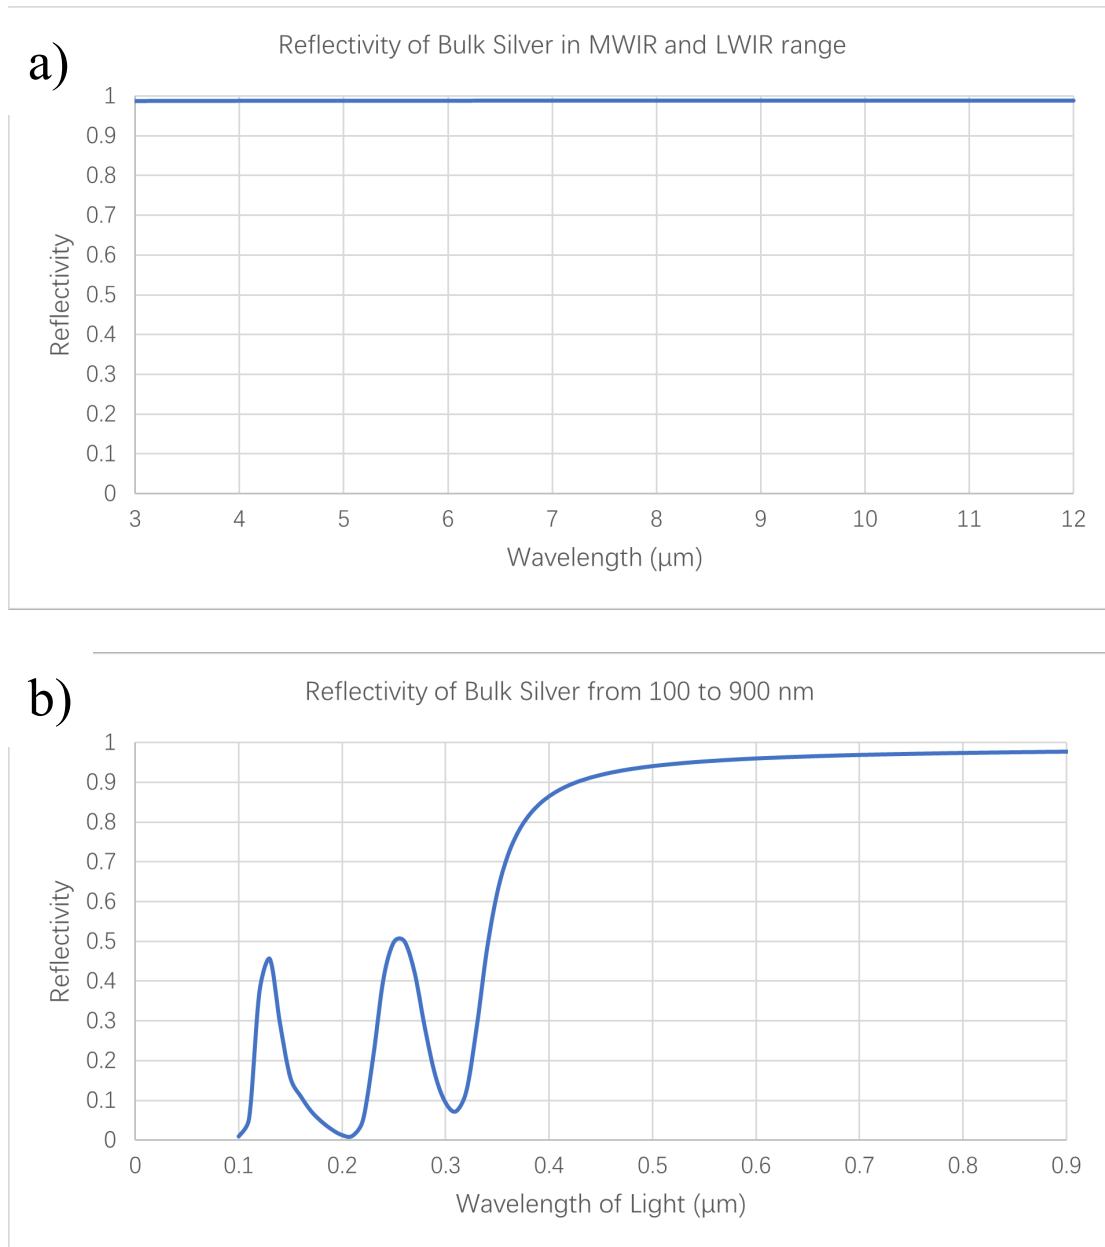 a)
Reflectivity of Bulk Silver in MWIR and LWIR range
1
0.9
0.8
0.7
0.6
0.5
0.4
0.3
0.2
0.1
0
Reflectivity
3 4 5 6 7 8 9 10 11 12
Wavelength (μm)
b)
Reflectivity of Bulk Silver from 100 to 900 nm
1
0.9
0.8
0.7
0.6
0.5
0.4
0.3
0.2
0.1
0
Reflectivity
0 0.1 0.2 0.3 0.4 0.5 0.6 0.7 0.8 0.9
Wavelength of Light (μm)